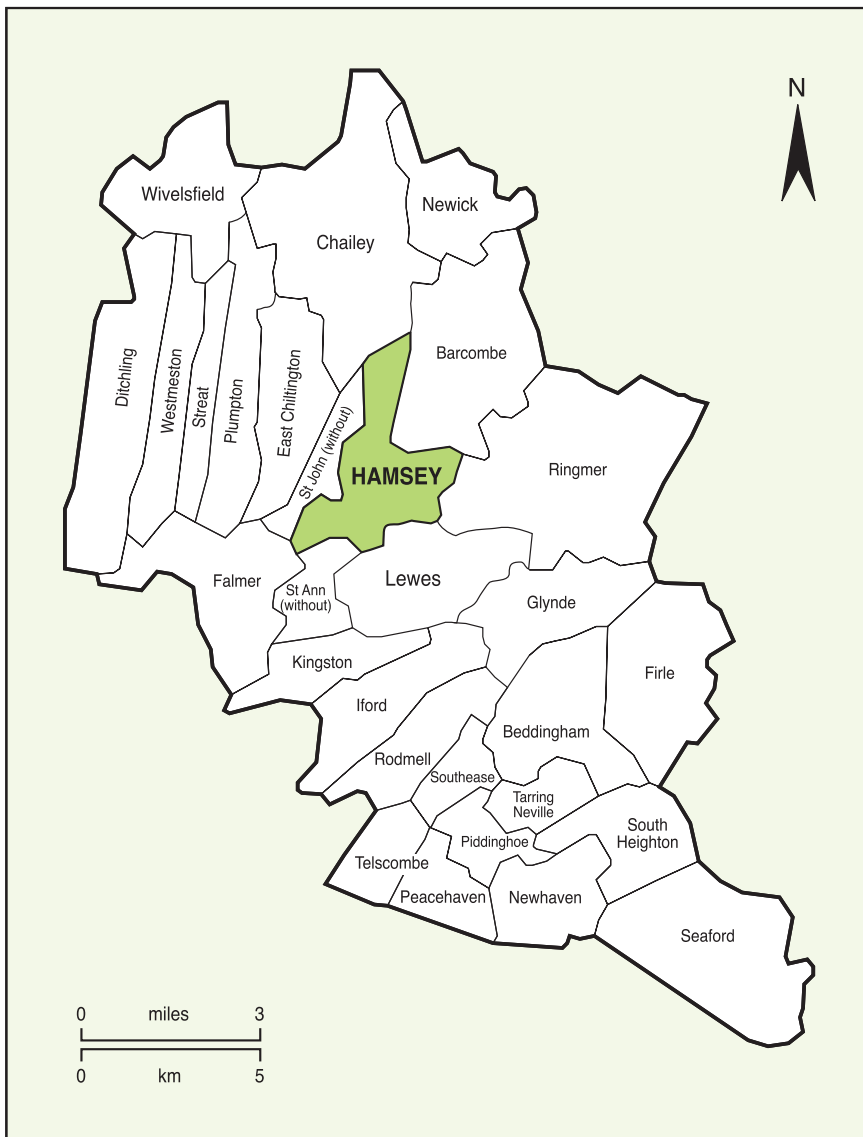 N
Wivelsfield
Newick
Chailey
Barcombe
Ditchling
Westmeston
Streat
Plumpton
East Chiltington
St John (without)
HAMSEY
Ringmer
Falmer
St Ann
(without)
Lewes
Glynde
Kingston
Firle
Iford
Beddingham
Rodmell
Southease
Tarring
Neville
South
Heighton
Piddinghoe
Telscombe
Peacehaven
Newhaven
Seaford
0 miles 3
0 km 5